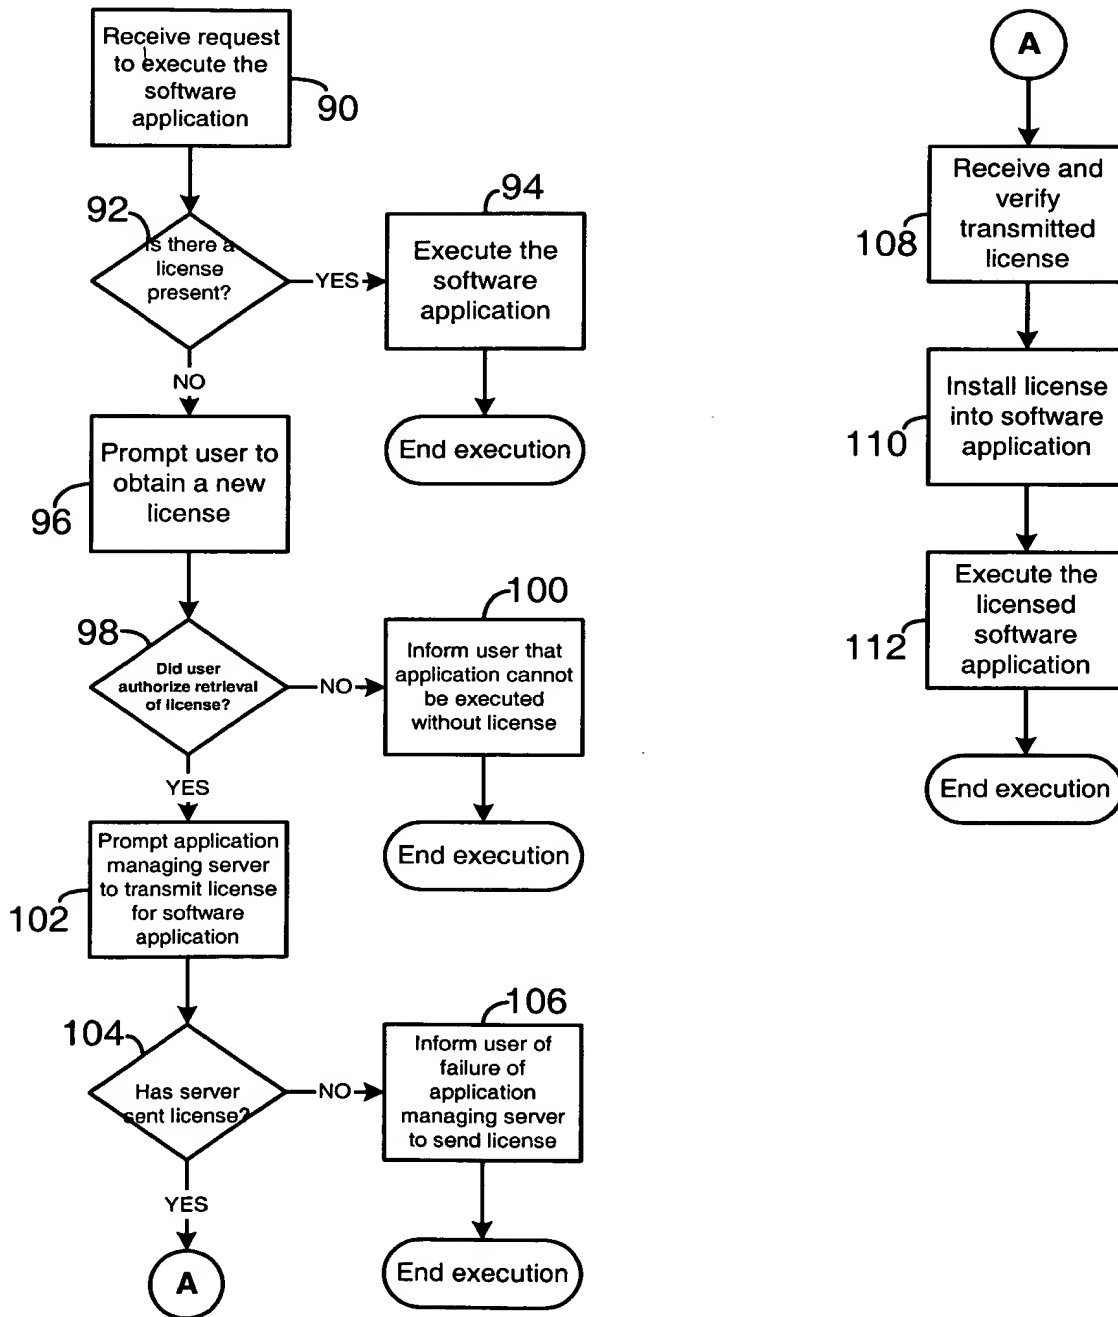 Receive request
to execute the
software
application
90
92
Is there a
license
present?
YES
94
Execute the
software
application
End execution
NO
Prompt user to
obtain a new
license
96
98
Did user
authorize retrieval
of license?
NO
100
Inform user that
application cannot
be executed
without license
End execution
YES
Prompt application
managing server
to transmit license
for software
application
102
104
Has server
sent license?
NO
106
Inform user of
failure of
application
managing server
to send license
End execution
YES
A
A
Receive and
verify
transmitted
license
108
Install license
into software
application
110
Execute the
licensed
software
application
112
End execution